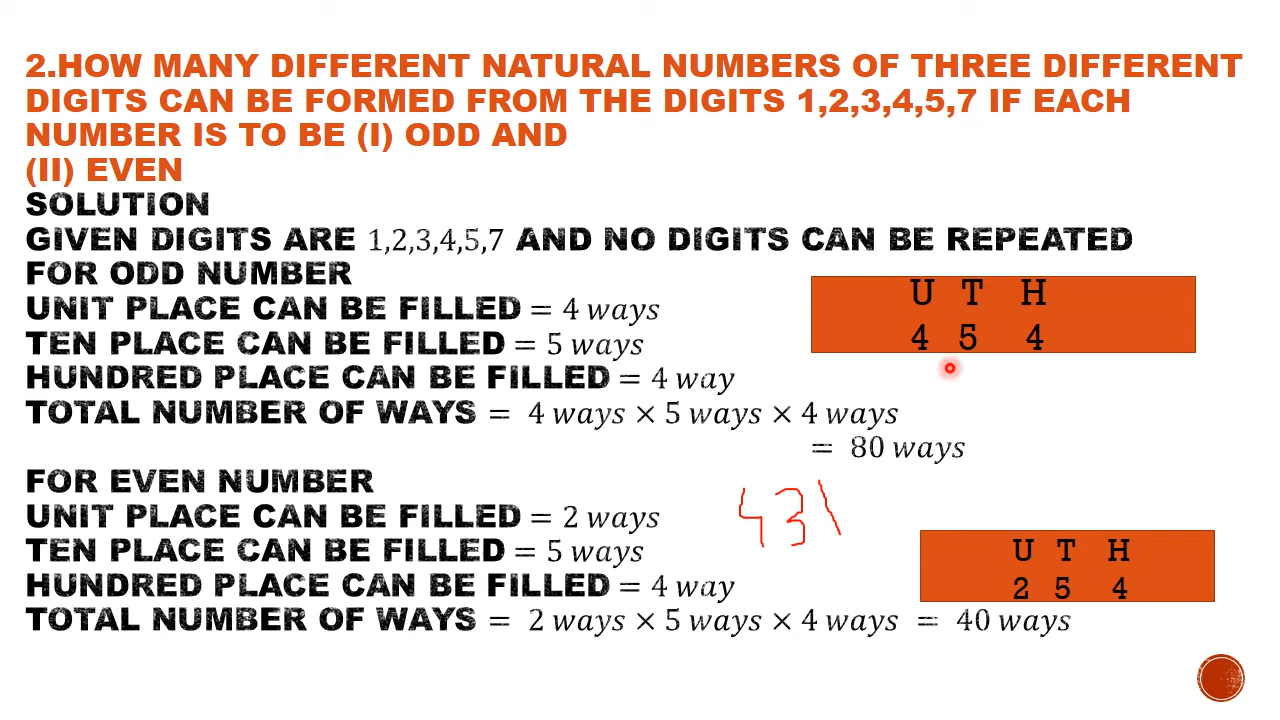 2.HOW MANY DIFFERENT NATURAL NUMBERS OF THREE DIFFERENT
DIGITS CAN BE FORMED FROM THE DIGITS 1,2,3,4,5,7 IF EACH
NUMBER IS TO BE (I) ODD AND
(II) EVEN
SOLUTION
GIVEN DIGITS ARE 1,2,3,4,5,7 AND NO DIGITS CAN BE REPEATED
FOR ODD NUMBER
UNIT PLACE CAN BE FILLED = 4 ways
TEN PLACE CAN BE FILLED = 5 ways
HUNDRED PLACE CAN BE FILLED = 4 way
TOTAL NUMBER OF WAYS = 4 ways × 5 ways × 4 ways
= 80 ways
U T H
4 5 4
FOR EVEN NUMBER
UNIT PLACE CAN BE FILLED = 2 ways
TEN PLACE CAN BE FILLED = 5 ways
HUNDRED PLACE CAN BE FILLED = 4 way
TOTAL NUMBER OF WAYS = 2 ways × 5 ways × 4 ways = 40 ways
431
U T H
2 5 4